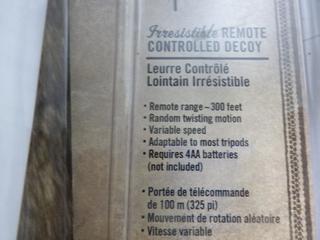 Irresistible REMOTE
CONTROLLED DECOY
Leurre Contrôlé
Lointain Irrésistible
• Remote range ~300 feet
• Random twisting motion
• Variable speed
• Adaptable to most tripods
• Requires 4AA batteries
(not included)
• Portée de télécommande
de 100 m (325 pi)
• Mouvement de rotation aléatoire
• Vitesse variable